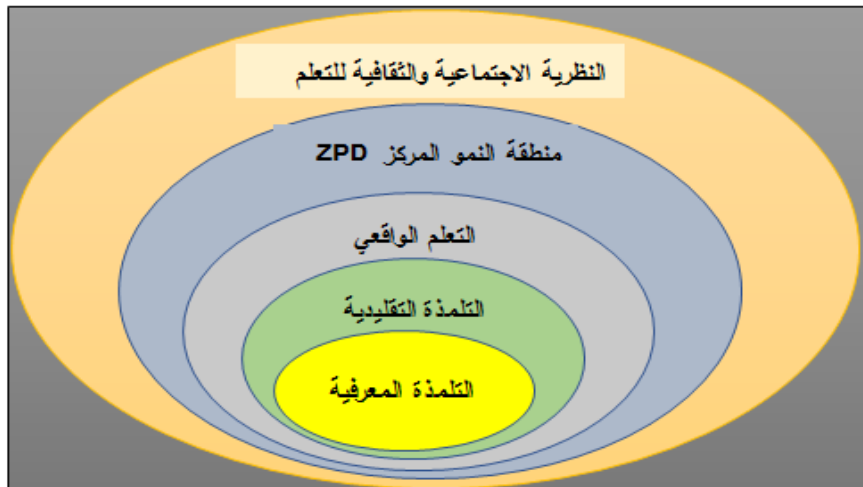 النظرية الاجتماعية والثقافية للتعلم
منطقة النمو المركز ZPD
التعلم الواقعي
التلمذة التقليدية
التلمذة المعرفية